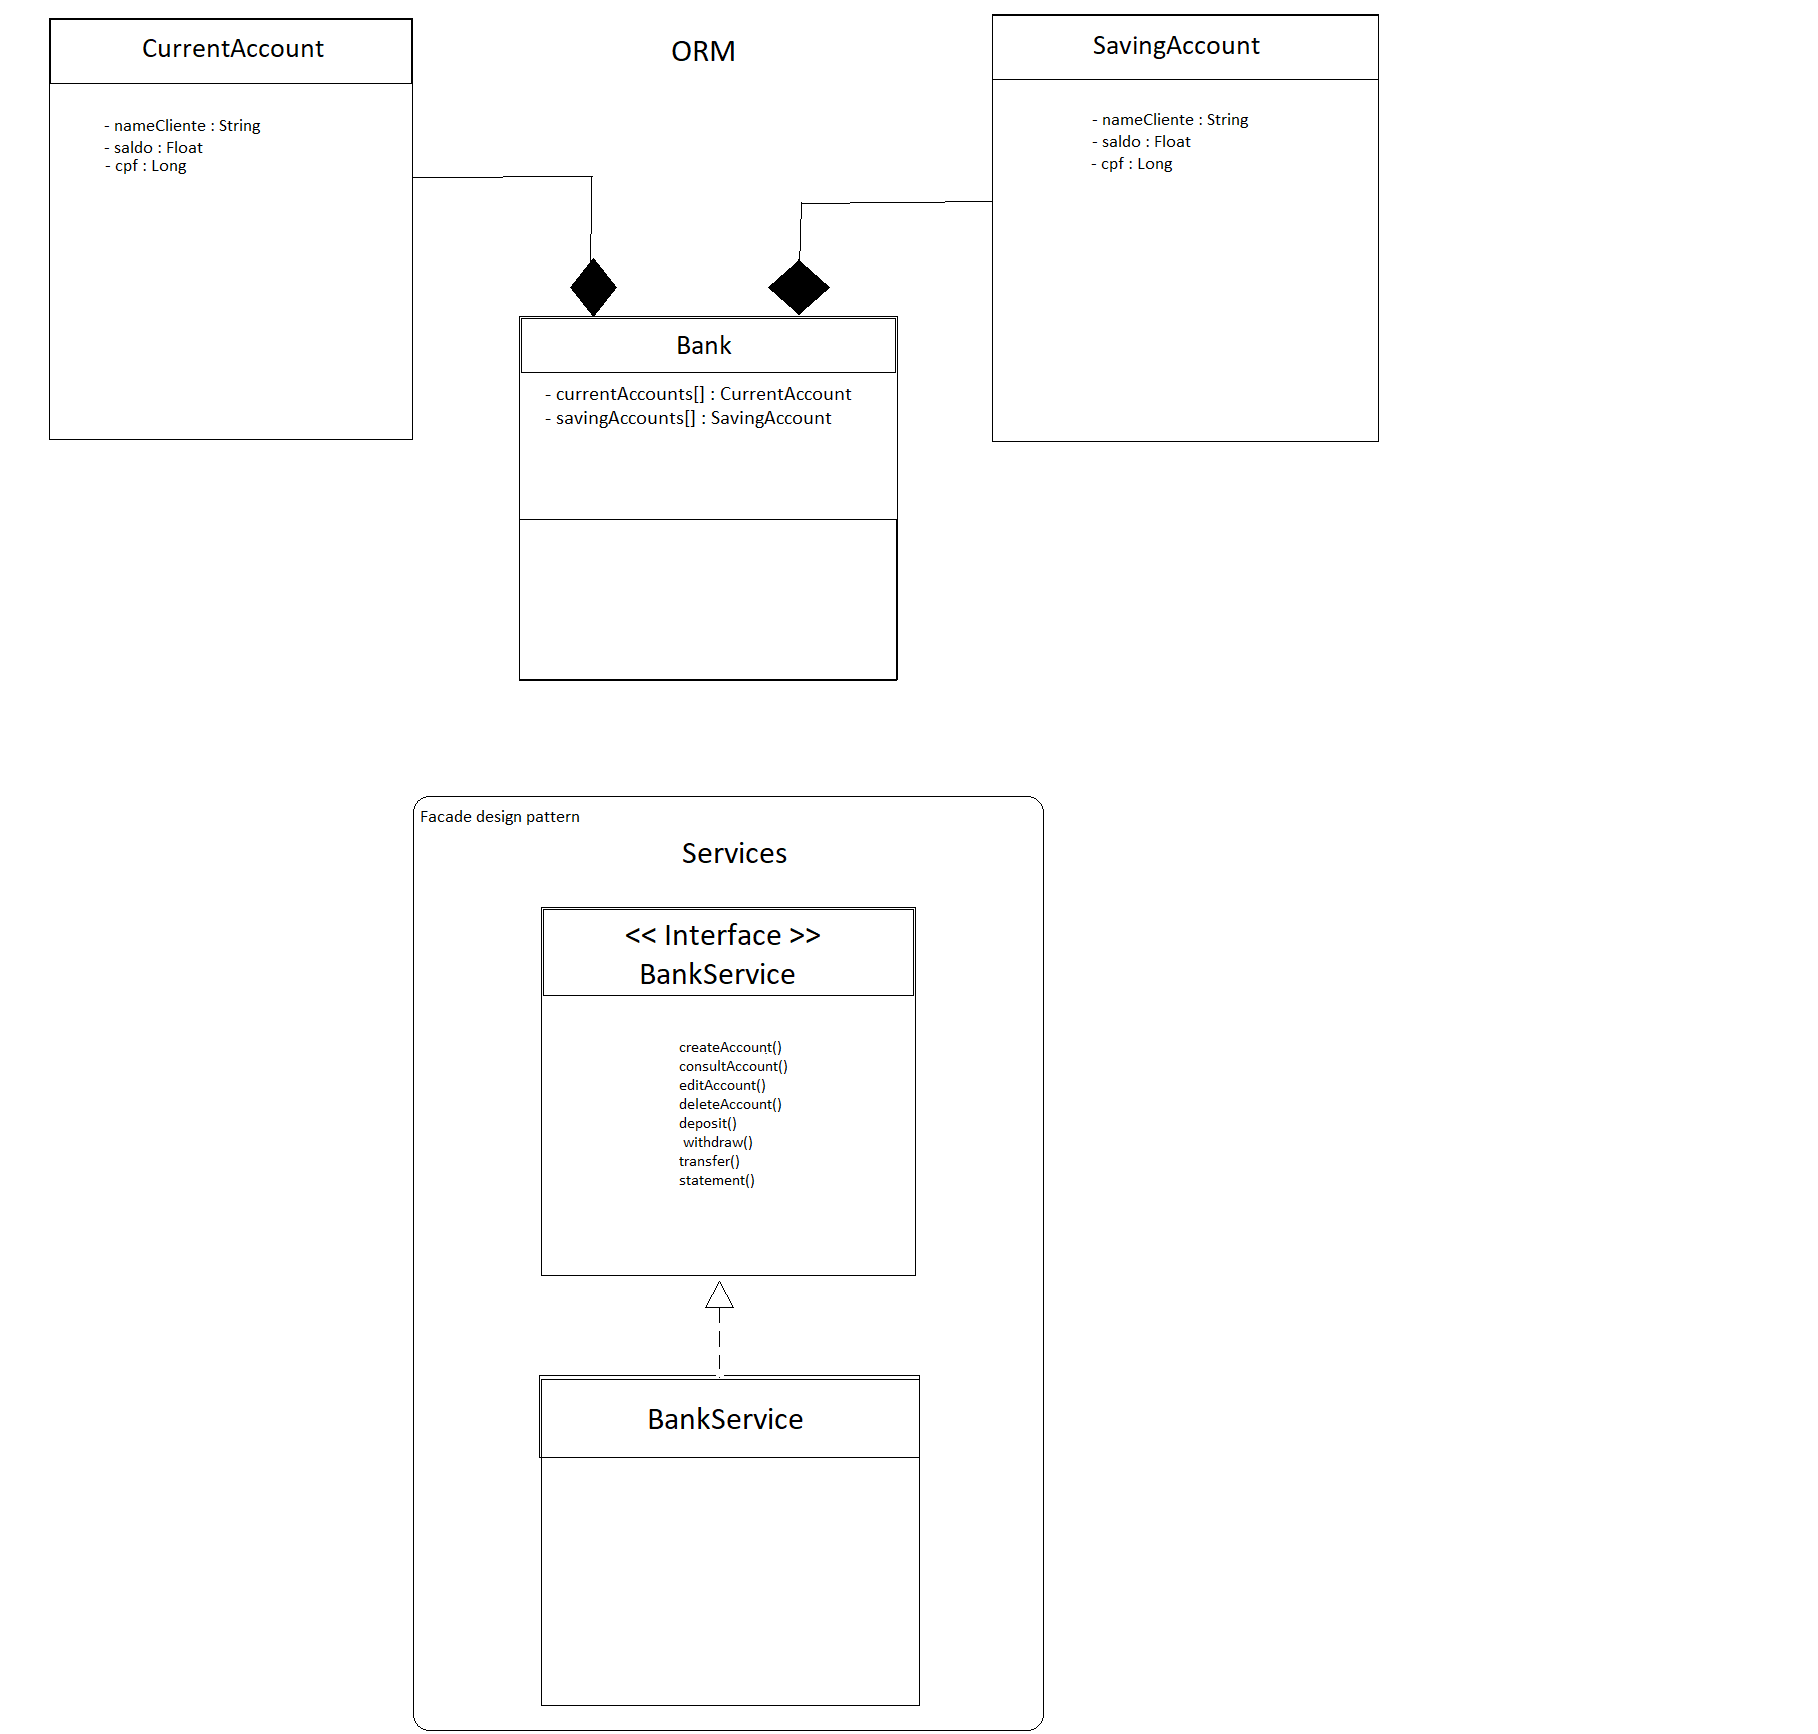 CurrentAccount
- nameCliente : String
- saldo : Float
- cpf : Long
ORM
SavingAccount
- nameCliente : String
- saldo : Float
- cpf : Long
Bank
- currentAccounts[] : CurrentAccount
- savingAccounts[] : SavingAccount
Facade design pattern
Services
<< Interface >>
BankService
createAccount()
consultAccount()
editAccount()
deleteAccount()
deposit()
withdraw()
transfer()
statement()
BankService